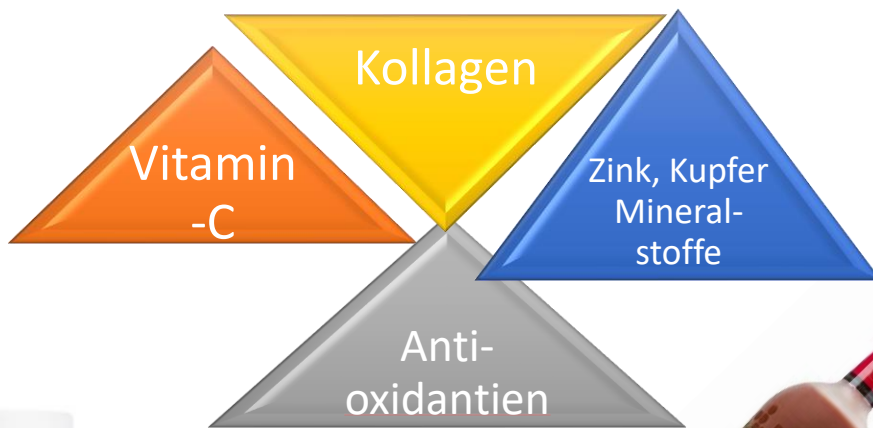 Kollagen
Vitamin
-C
Zink, Kupfer
Mineral-
stoffe
Anti-
oxidantien